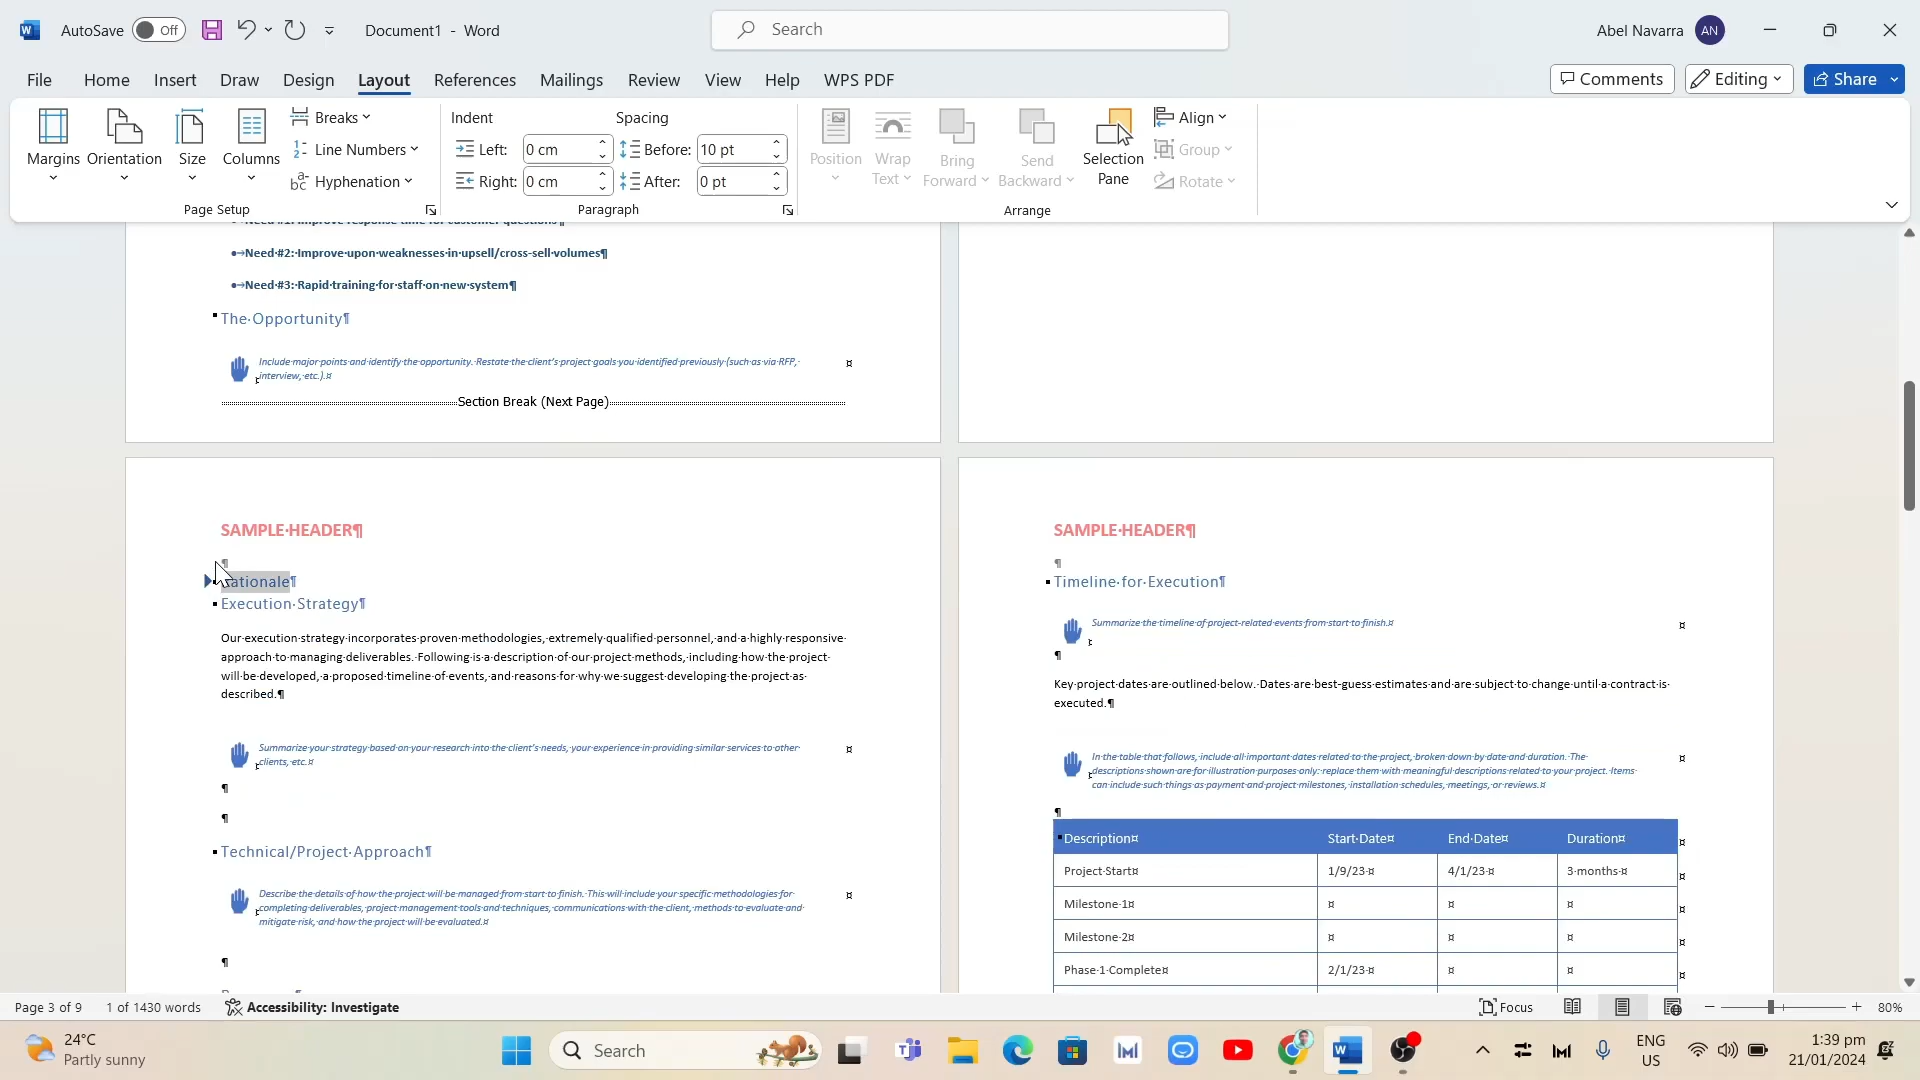 AutoSave Off Document1 - Word Search Abel Navarra AN
File Home Insert Draw Design Layout References Mailings Review View Help WPS PDF Comments Editing Share
Margins Orientation Size Columns Breaks Line Numbers Hyphenation
Page Setup
Indent Spacing
Left: 0 cm Before: 10 pt
Right: 0 cm After: 0 pt
Paragraph
Position Wrap Text Bring Forward Send Backward Selection Pane Align Group Rotate
Arrange
Need·#1:·Improve·response·time·for·customer·questions¶
Need·#2:·Improve·upon·weaknesses·in·upsell/cross-sell·volumes¶
Need·#3:·Rapid·training·for·staff·on·new·system¶
The·Opportunity¶
Include·major·points·and·identify·the·opportunity.·Restate·the·client's·project·goals·you·identified·previously·(such·as·via·RFP,·
interview,·etc.).¤
Section Break (Next Page)
SAMPLE·HEADER¶
¶
ationale¶
Execution·Strategy¶
Our·execution·strategy·incorporates·proven·methodologies,·extremely·qualified·personnel,·and·a·highly·responsive·
approach·to·managing·deliverables.·Following·is·a·description·of·our·project·methods,·including·how·the·project·
will·be·developed,·a·proposed·timeline·of·events,·and·reasons·for·why·we·suggest·developing·the·project·as·
described.¶
Summarize·your·strategy·based·on·your·research·into·the·client's·needs,·your·experience·in·providing·similar·services·to·other·
clients,·etc.¤
¶
¶
Technical/Project·Approach¶
Describe·the·details·of·how·the·project·will·be·managed·from·start·to·finish.·This·will·include·your·specific·methodologies·for·
completing·deliverables,·project·management·tools·and·techniques,·communications·with·the·client,·methods·to·evaluate·and·
mitigate·risk,·and·how·the·project·will·be·evaluated.¤
¶
SAMPLE·HEADER¶
¶
Timeline·for·Execution¶
Summarize·the·timeline·of·project-related·events·from·start·to·finish.¤
¶
Key·project·dates·are·outlined·below.·Dates·are·best-guess·estimates·and·are·subject·to·change·until·a·contract·is·
executed.¶
In·the·table·that·follows,·include·all·important·dates·related·to·the·project,·broken·down·by·date·and·duration.·The·
descriptions·shown·are·for·illustration·purposes·only:·replace·them·with·meaningful·descriptions·related·to·your·project.·Items·
can·include·such·things·as·payment·and·project·milestones,·installation·schedules,·meetings,·or·reviews.¤
¶
Description¤ Start·Date¤ End·Date¤ Duration¤
Project·Start¤ 1/9/23·¤ 4/1/23·¤ 3·months·¤
Milestone·1¤ ¤ ¤ ¤
Milestone·2¤ ¤ ¤ ¤
Phase·1·Complete¤ 2/1/23·¤ ¤ ¤
Page 3 of 9 1 of 1430 words Accessibility: Investigate Focus 80%
24°C
Partly sunny
Search
ENG
US
1:39 pm
21/01/2024